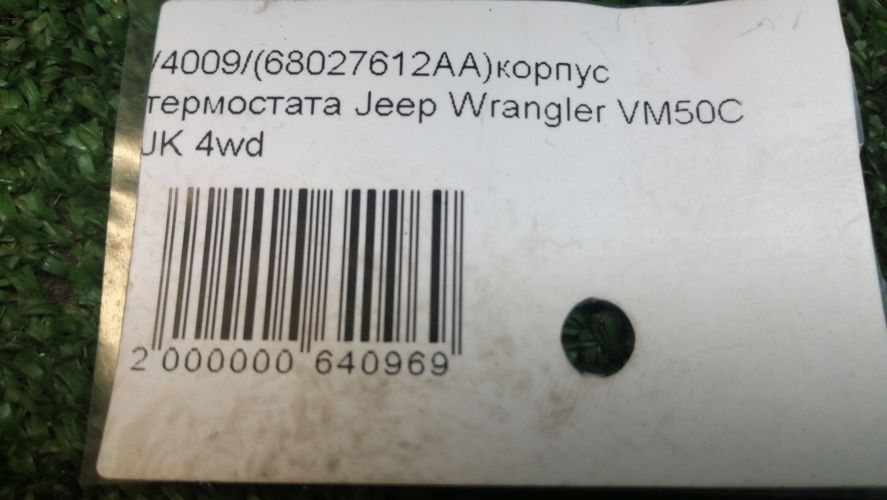 /4009/(68027612AA)корпус
термостата Jeep Wrangler VM50C
JK 4wd
2 000000 640969